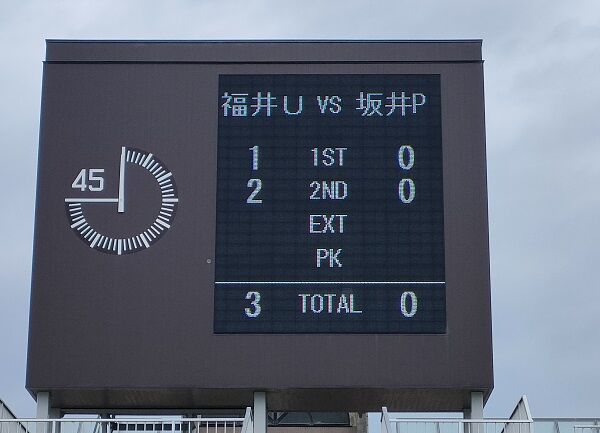 福井U VS 坂井P
45
1 1ST 0
2 2ND 0
EXT
PK
3 TOTAL 0